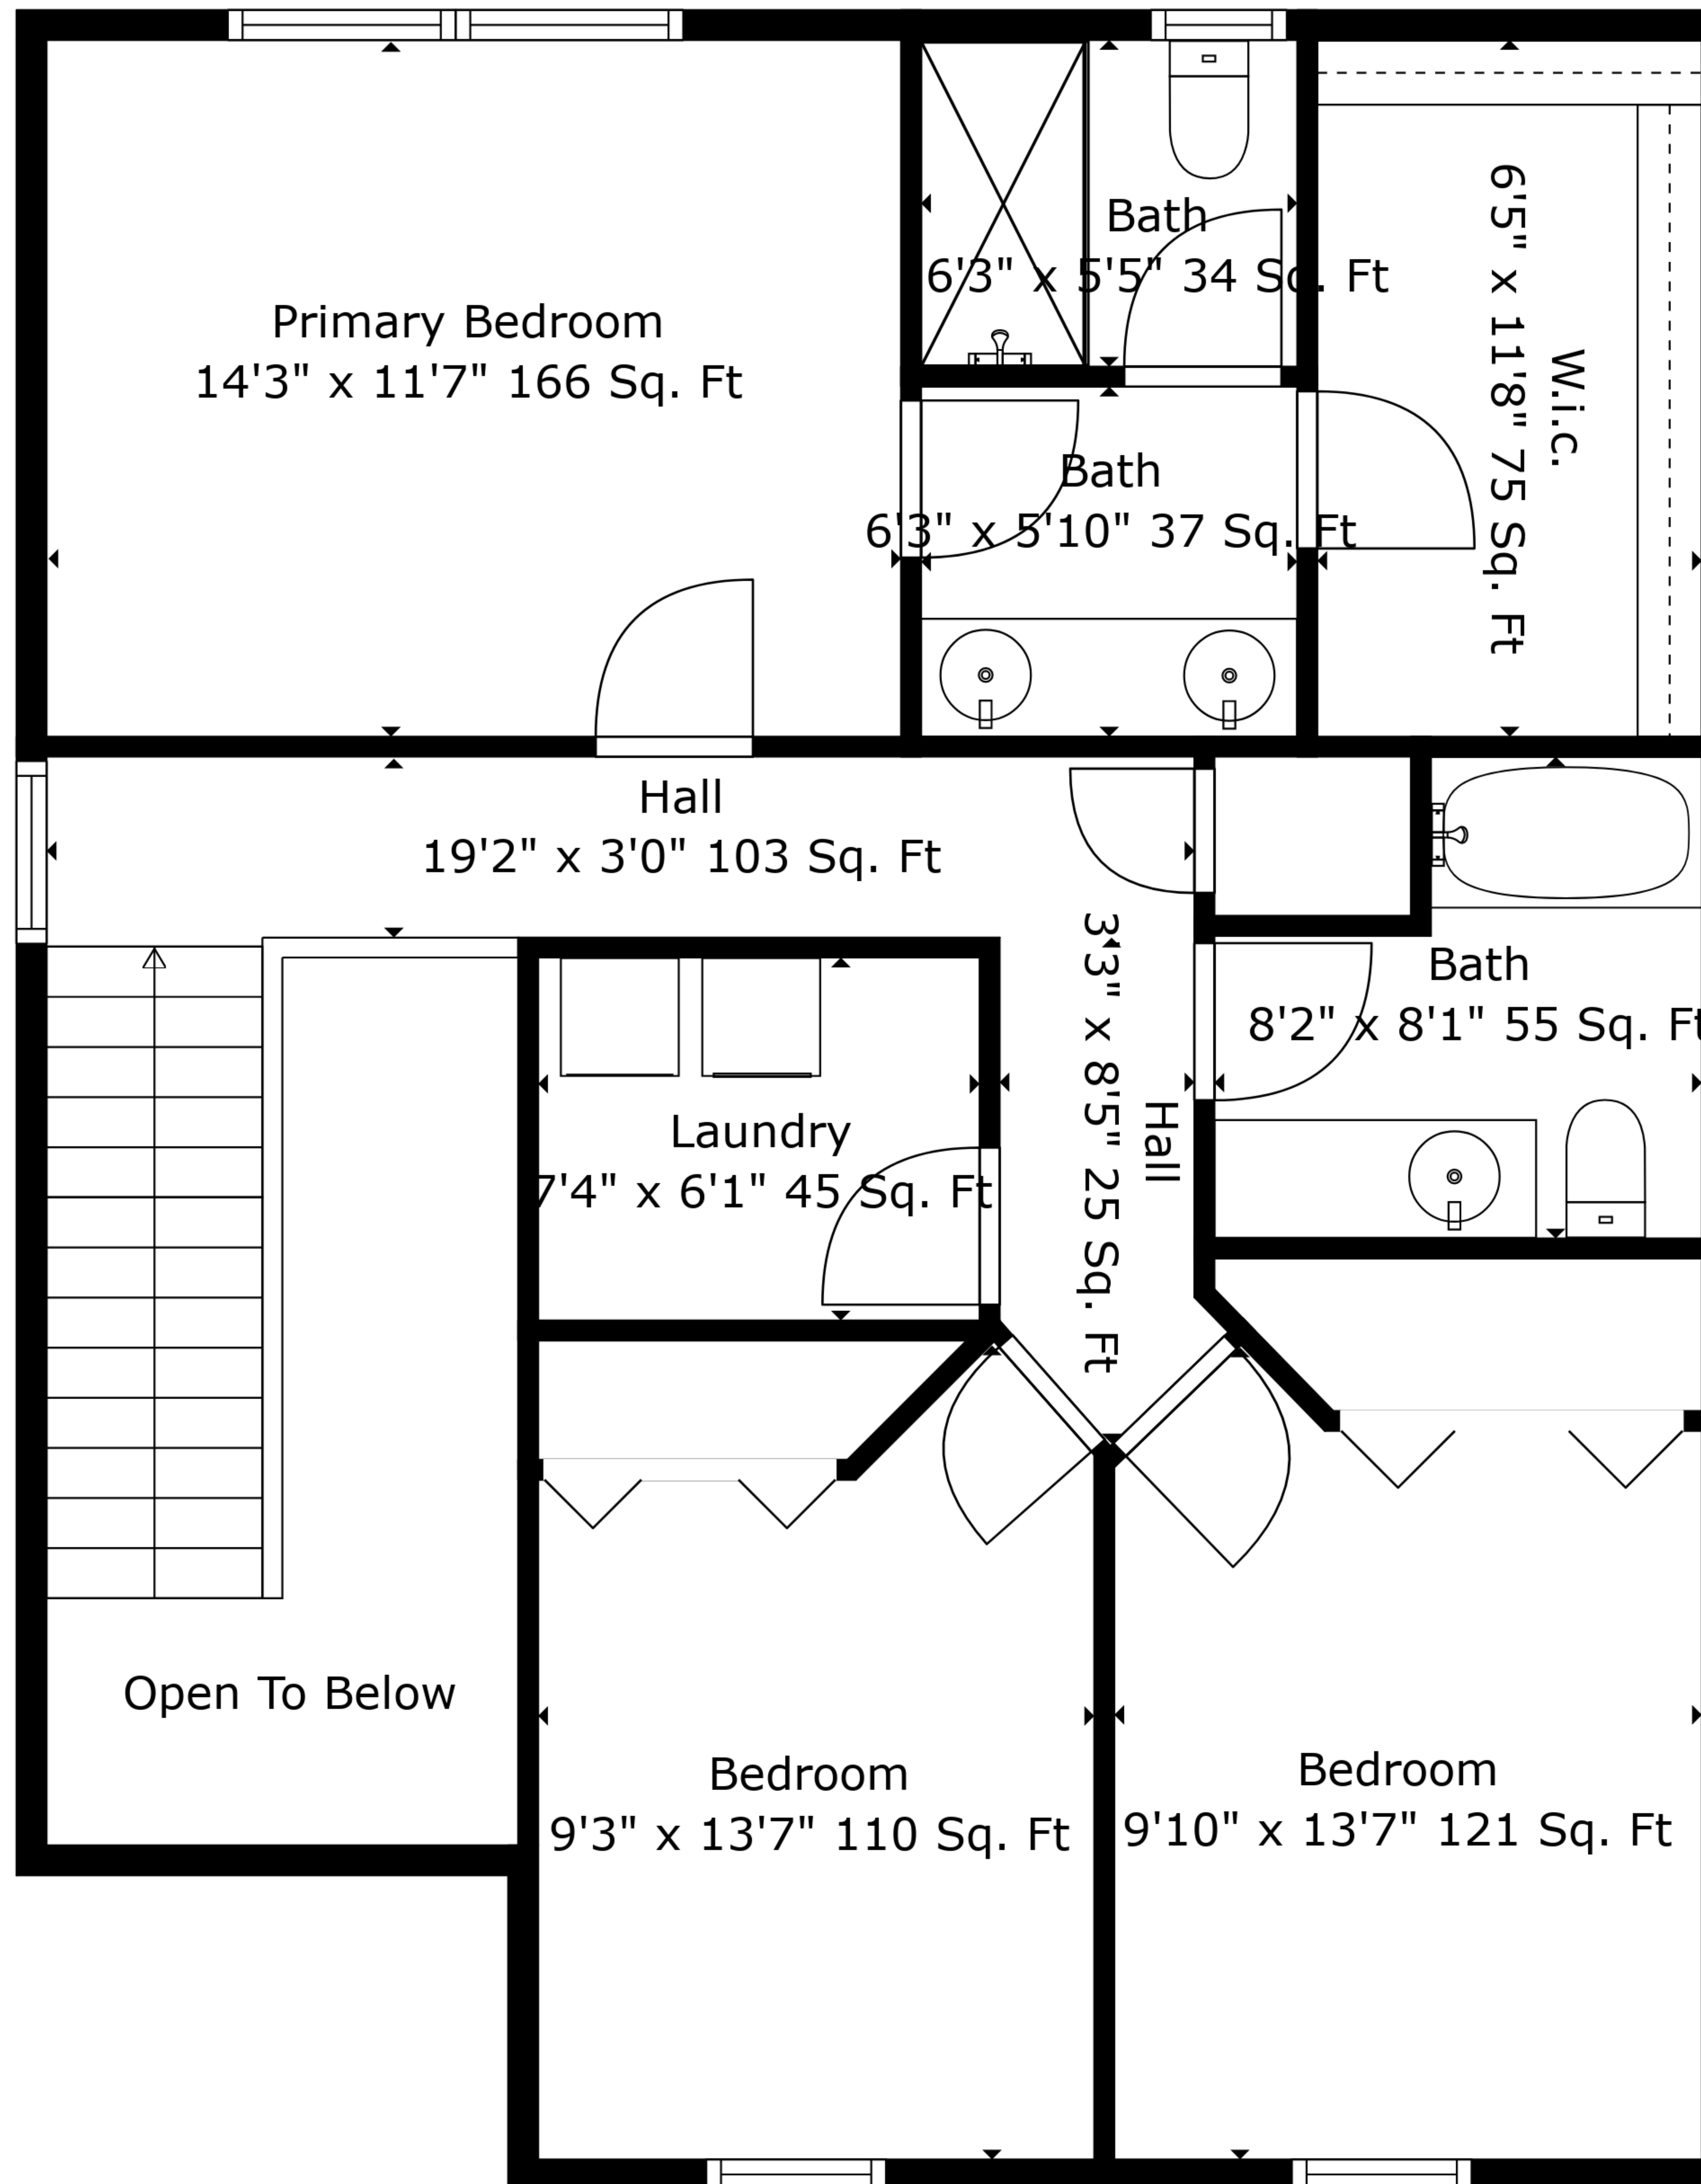 Primary Bedroom
14'3" x 11'7" 166 Sq. Ft
Bath
6'3" x 5'5" 34 Sq. Ft
Bath
6'3" x 5'10" 37 Sq. Ft
W.i.c.
6'5" x 11'8" 75 Sq. Ft
Hall
19'2" x 3'0" 103 Sq. Ft
Bath
8'2" x 8'1" 55 Sq. Ft
Hall
3'3" x 8'5" 25 Sq. Ft
Laundry
7'4" x 6'1" 45 Sq. Ft
Open To Below
Bedroom
9'3" x 13'7" 110 Sq. Ft
Bedroom
9'10" x 13'7" 121 Sq. Ft